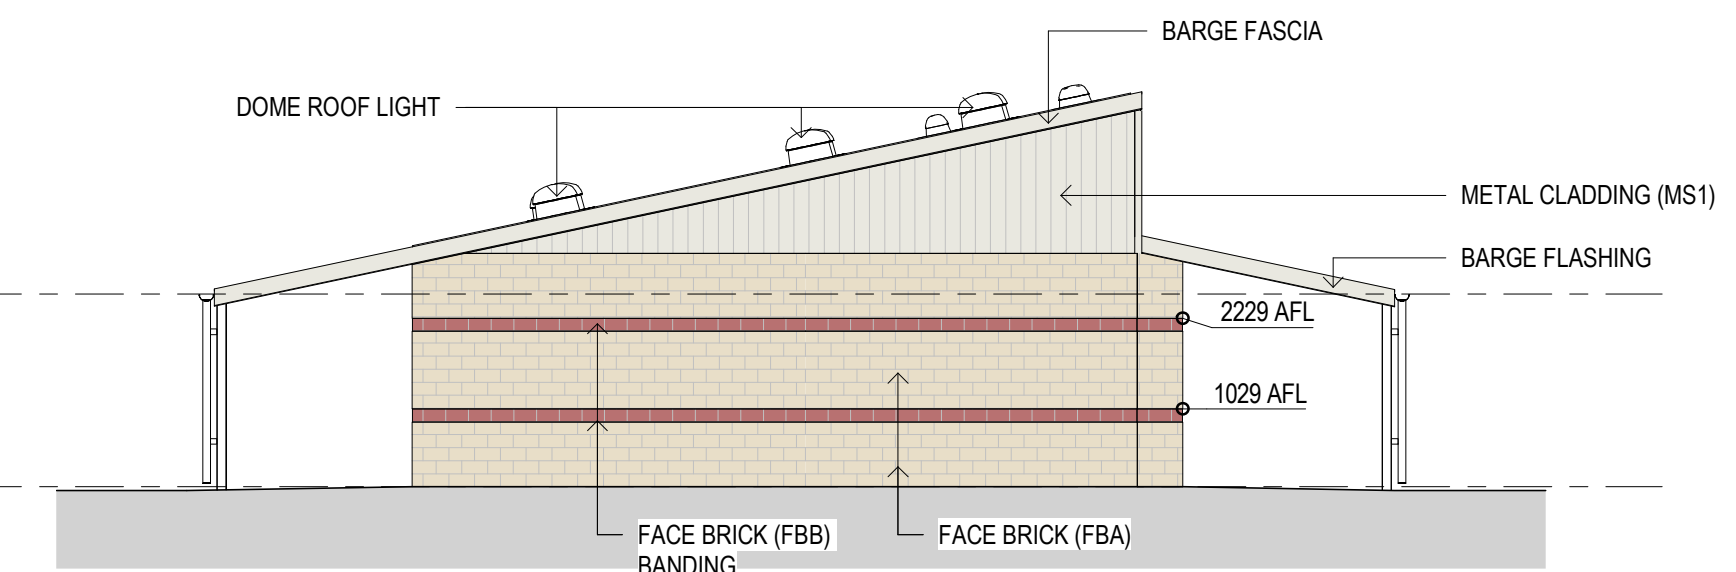 BARGE FASCIA
DOME ROOF LIGHT
METAL CLADDING (MS1)
BARGE FLASHING
2229 AFL
1029 AFL
FACE BRICK (FBB)
BANDING
FACE BRICK (FBA)